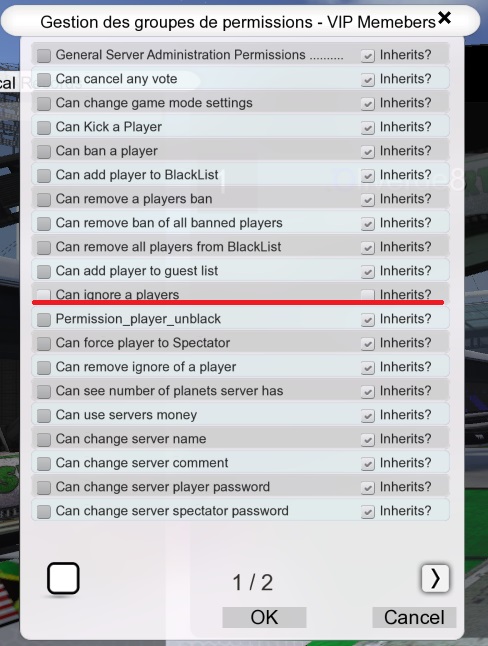 Gestion des groupes de permissions - VIP Memebers
General Server Administration Permissions .......... Inherits?
Can cancel any vote Inherits?
Can change game mode settings Inherits?
Can Kick a Player Inherits?
Can ban a player Inherits?
Can add player to BlackList Inherits?
Can remove a players ban Inherits?
Can remove ban of all banned players Inherits?
Can remove all players from BlackList Inherits?
Can add player to guest list Inherits?
Can ignore a players Inherits?
Permission_player_unblack Inherits?
Can force player to Spectator Inherits?
Can remove ignore of a player Inherits?
Can see number of planets server has Inherits?
Can use servers money Inherits?
Can change server name Inherits?
Can change server comment Inherits?
Can change server player password Inherits?
Can change server spectator password Inherits?
1 / 2
OK Cancel